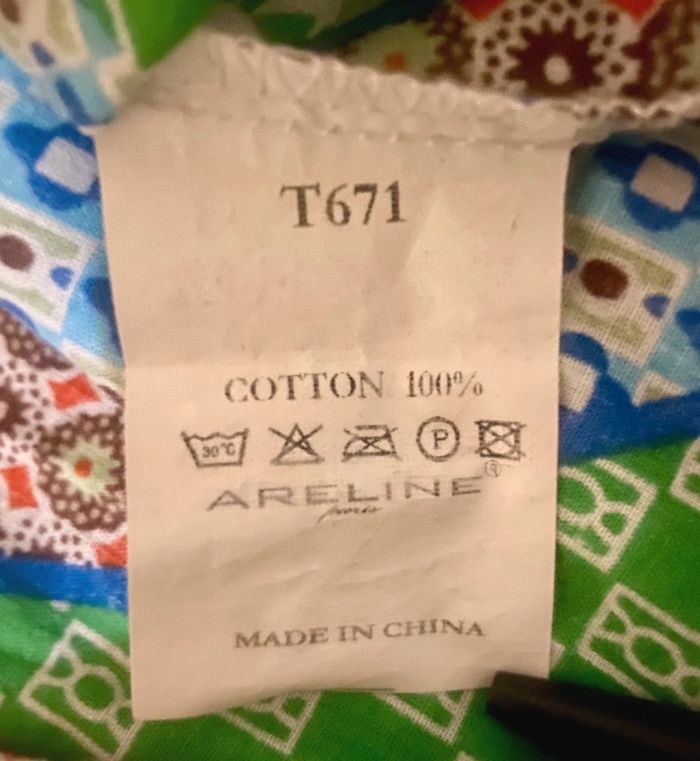 T671
COTTON 100%
30°C P
ARELINE®
MADE IN CHINA